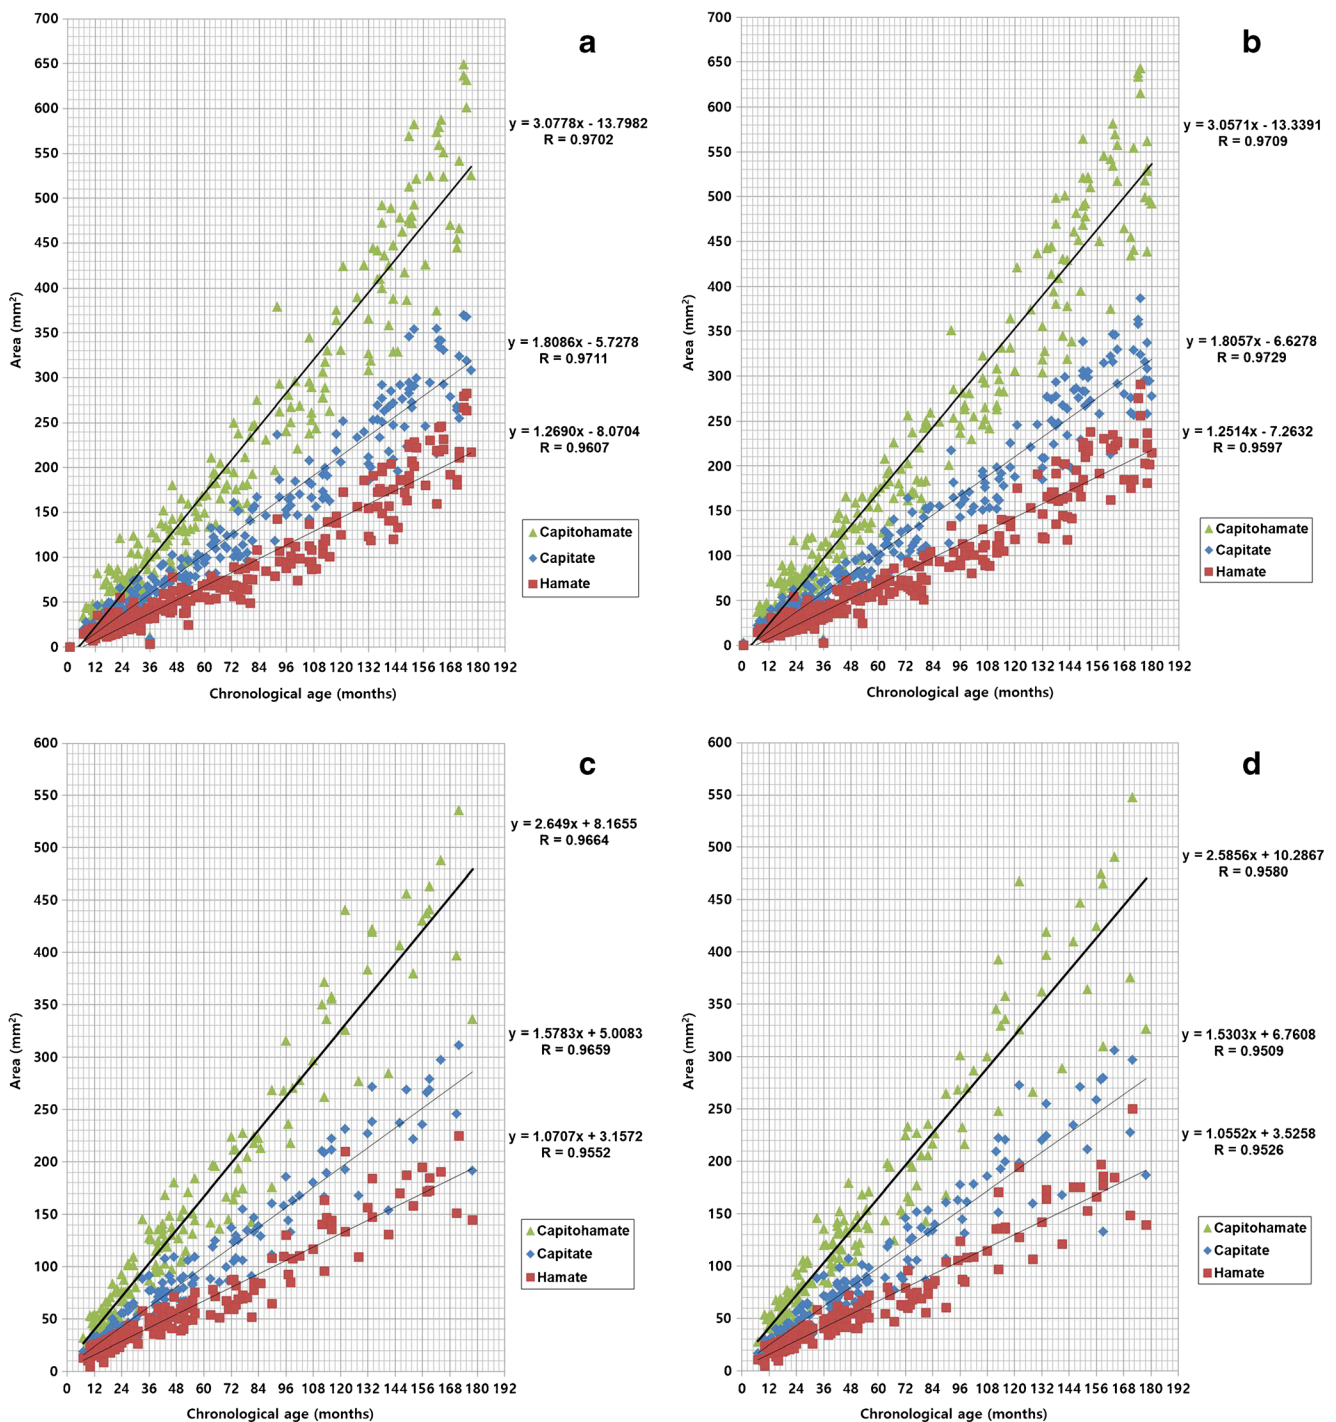 a
700
650
600
550
500
450
400
350
300
250
200
150
100
50
0
Area (mm²)
0 12 24 36 48 60 72 84 96 108 120 132 144 156 168 180 192
Chronological age (months)
y = 3.0778x - 13.7982
R = 0.9702
y = 1.8086x - 5.7278
R = 0.9711
y = 1.2690x - 8.0704
R = 0.9607
Capitohamate
Capitate
Hamate
b
700
650
600
550
500
450
400
350
300
250
200
150
100
50
0
Area (mm²)
0 12 24 36 48 60 72 84 96 108 120 132 144 156 168 180 192
Chronological age (months)
y = 3.0571x - 13.3391
R = 0.9709
y = 1.8057x - 6.6278
R = 0.9729
y = 1.2514x - 7.2632
R = 0.9597
Capitohamate
Capitate
Hamate
c
600
550
500
450
400
350
300
250
200
150
100
50
0
Area (mm²)
0 12 24 36 48 60 72 84 96 108 120 132 144 156 168 180 192
Chronological age (months)
y = 2.649x + 8.1655
R = 0.9664
y = 1.5783x + 5.0083
R = 0.9659
y = 1.0707x + 3.1572
R = 0.9552
Capitohamate
Capitate
Hamate
d
600
550
500
450
400
350
300
250
200
150
100
50
0
Area (mm²)
0 12 24 36 48 60 72 84 96 108 120 132 144 156 168 180 192
Chronological age (months)
y = 2.5856x + 10.2867
R = 0.9580
y = 1.5303x + 6.7608
R = 0.9509
y = 1.0552x + 3.5258
R = 0.9526
Capitohamate
Capitate
Hamate